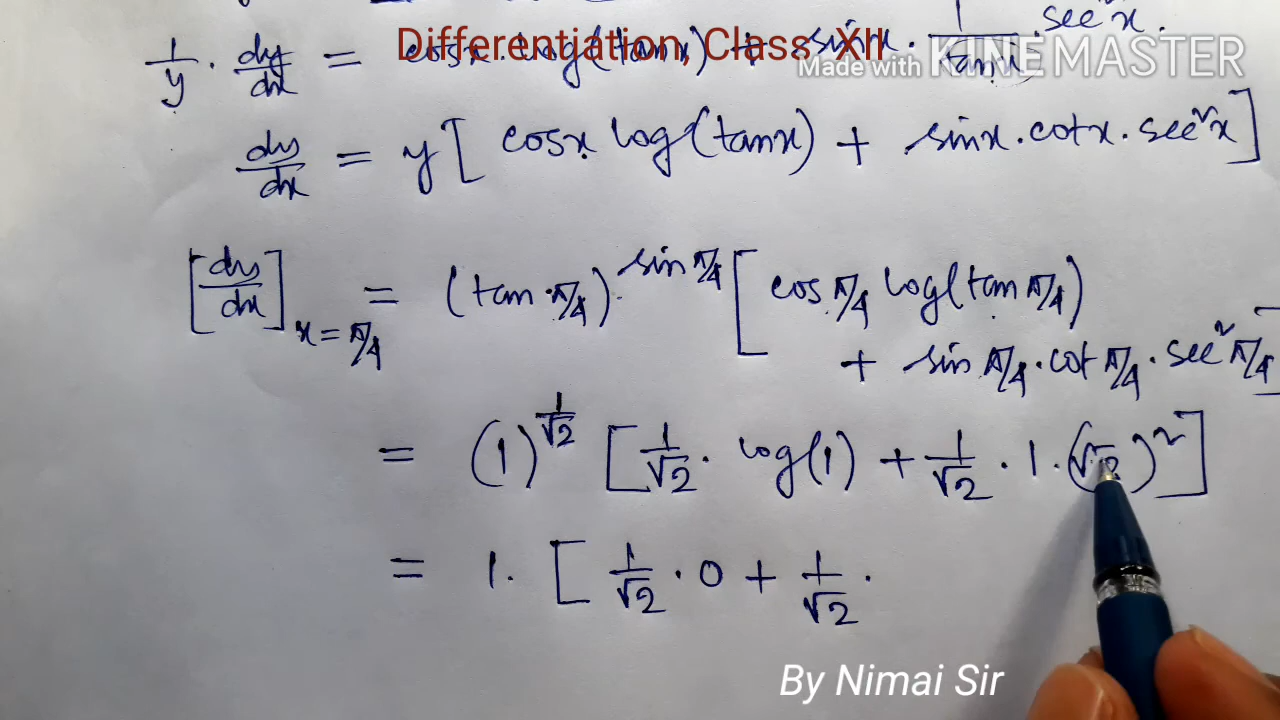 1/y · dy/dx = cosx · log(tanx) + sinx · 1/tanx · sec²x.
Differentiation, Class XII
Made with KINEMASTER
dy/dx = y [ cosx log(tanx) + sinx · cotx · sec²x ]
[dy/dx]x = π/4 = (tan π/4)^sin π/4 [ cos π/4 log(tan π/4)
+ sin π/4 · cot π/4 · sec² π/4 ]
= (1)^1/√2 [ 1/√2 · log(1) + 1/√2 · 1 · (√2)² ]
= 1 · [ 1/√2 · 0 + 1/√2 ·
By Nimai Sir